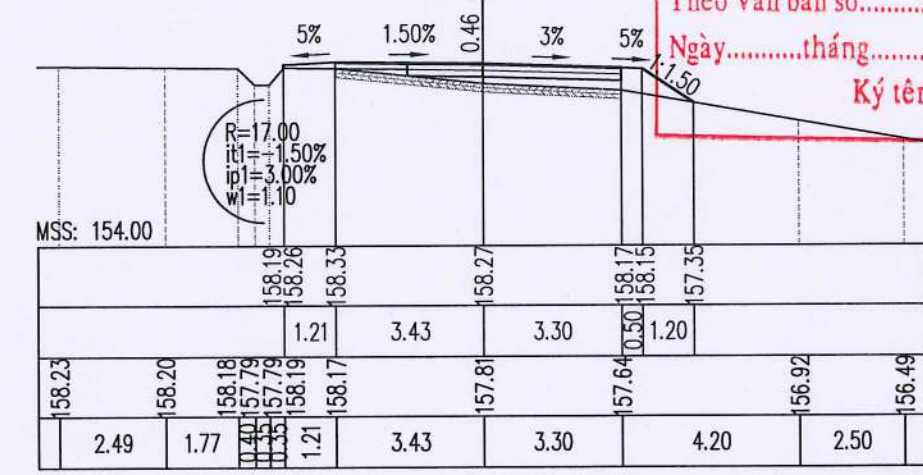 Theo Văn bản số...........
Ngày............tháng........
Ký tên
5% 1.50% 0.46 3% 5% 1:1.50
R=17.00
it1=-1.50%
ip1=3.00%
w1=1.10
MSS: 154.00
158.19 158.26 158.33 158.27 158.17 158.15 157.35
1.21 3.43 3.30 0.50 1.20
158.23 158.20 158.18 157.79 157.79 158.19 158.17 157.81 157.64 156.92 156.49
2.49 1.77 0.40 0.35 0.35 1.21 3.43 3.30 4.20 2.50